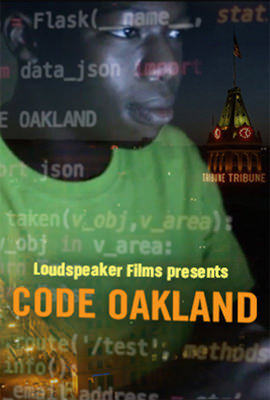 = Flask(__name__, stat
data_json import
E OAKLAND
TRIBUNE TRIBUNE
ort json
taken(v_obj,v_area):
v_obj in v_area:
Loudspeaker Films presents
CODE OAKLAND
route('/test', methods
info():
email_address =